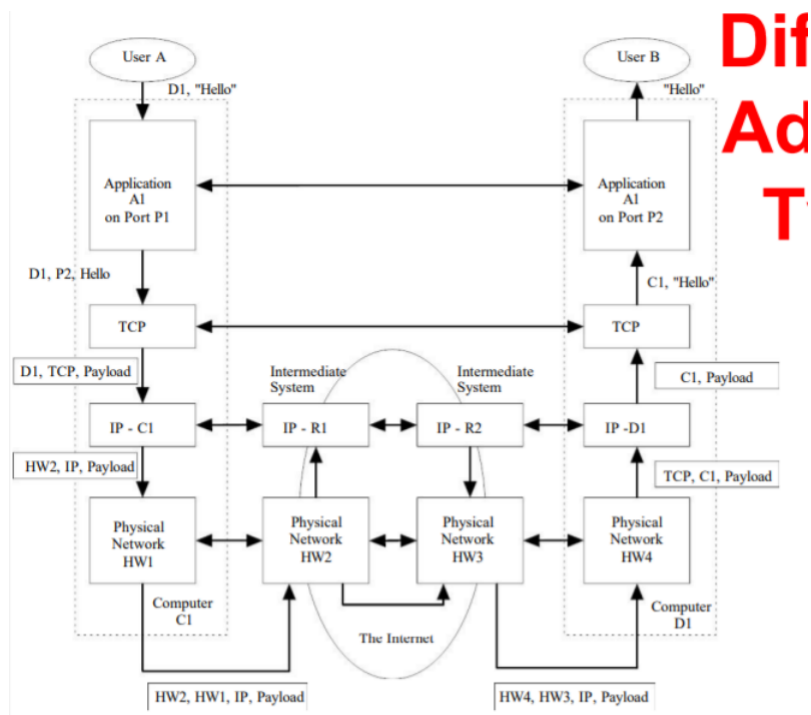 Dif
Ad
T
User A
User B
D1, "Hello"
"Hello"
Application
A1
on Port P1
Application
A1
on Port P2
D1, P2, Hello
C1, "Hello"
TCP
TCP
D1, TCP, Payload
Intermediate
System
Intermediate
System
C1, Payload
IP - C1
IP - R1
IP - R2
IP -D1
HW2, IP, Payload
TCP, C1, Payload
Physical
Network
HW1
Physical
Network
HW2
Physical
Network
HW3
Physical
Network
HW4
Computer
C1
The Internet
Computer
D1
HW2, HW1, IP, Payload
HW4, HW3, IP, Payload